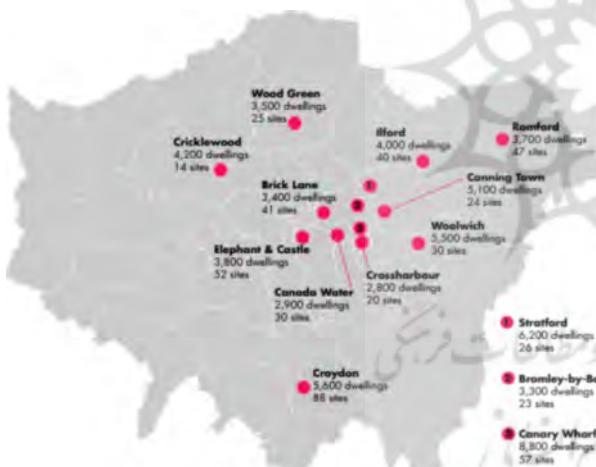 Wood Green
3,500 dwellings
25 sites
Cricklewood
4,200 dwellings
14 sites
Ilford
4,000 dwellings
40 sites
Romford
3,700 dwellings
47 sites
Brick Lane
3,400 dwellings
41 sites
1
2
3
Canning Town
5,100 dwellings
24 sites
Elephant & Castle
3,800 dwellings
52 sites
Woolwich
5,500 dwellings
30 sites
Canada Water
2,900 dwellings
30 sites
Crossharbour
2,800 dwellings
20 sites
Croydon
5,600 dwellings
88 sites
1 Stratford
6,200 dwellings
26 sites
2 Bromley-by-Bo
3,300 dwellings
23 sites
3 Canary Wharf
8,800 dwellings
57 sites